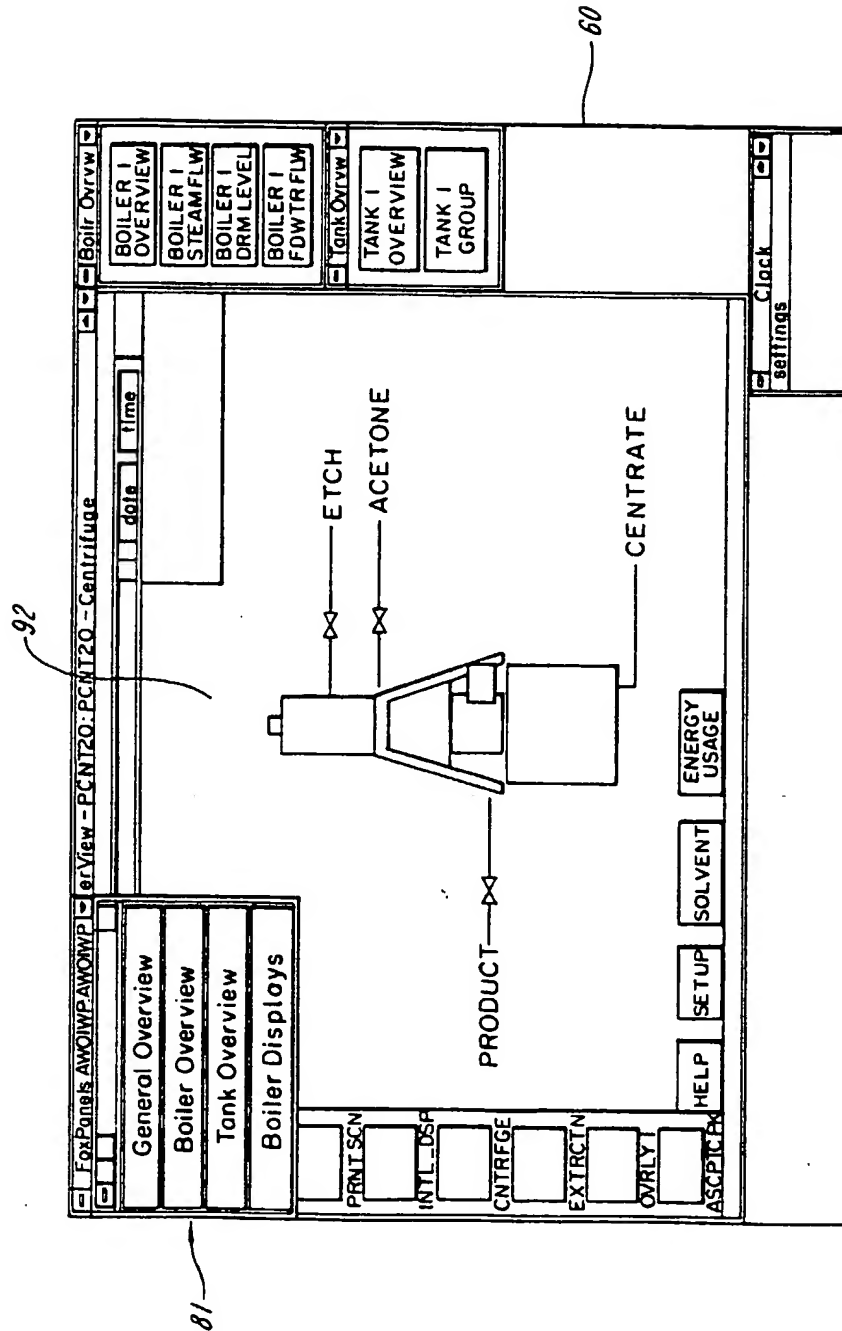 92
FoxPanels AWOIWP:AWOIWP
erView - PCNT20: PCNT20 - Centrifuge
Boilr Ovrvw
date
time
81
General Overview
Boiler Overview
Tank Overview
Boiler Displays
BOILER I
OVERVIEW
BOILER I
STEAMFLW
BOILER I
DRM LEVEL
BOILER I
FDWTRFLW
Tank Ovrvw
TANK I
OVERVIEW
TANK I
GROUP
PRNT SCN
INTL_DSP
CNTRFGE
EXTRCTN
OVRLY I
ASCPTCPK
ETCH
ACETONE
PRODUCT
CENTRATE
HELP
SETUP
SOLVENT
ENERGY
USAGE
60
Clock
settings